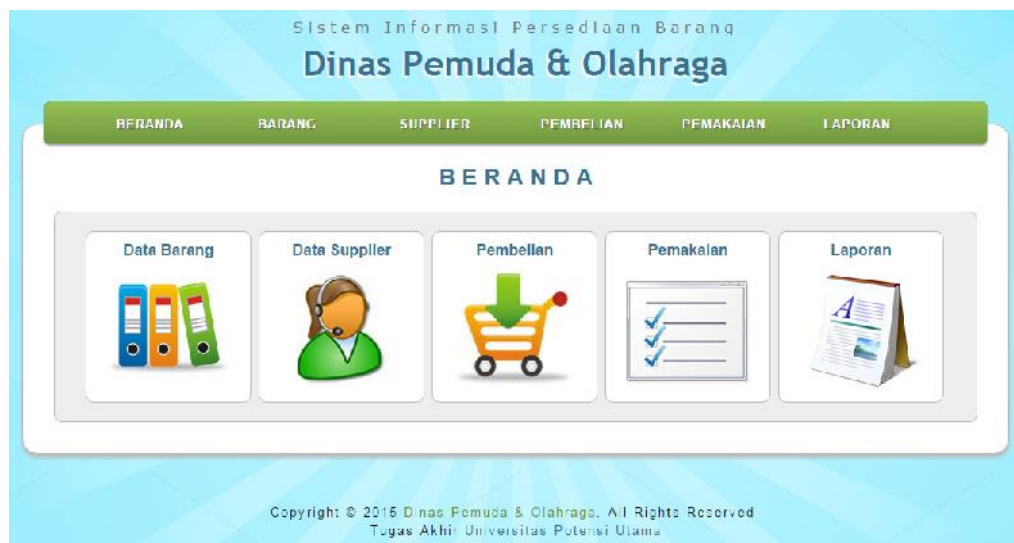 Sistem Informasi Persediaan Barang
Dinas Pemuda & Olahraga
BERANDA BARANG SUPPLIER PEMBELIAN PEMAKAIAN LAPORAN
BERANDA
Data Barang Data Supplier Pembelian Pemakaian Laporan
A
Copyright © 2015 Dinas Pemuda & Olahraga. All Rights Reserved
Tugas Akhir Universitas Potensi Utama